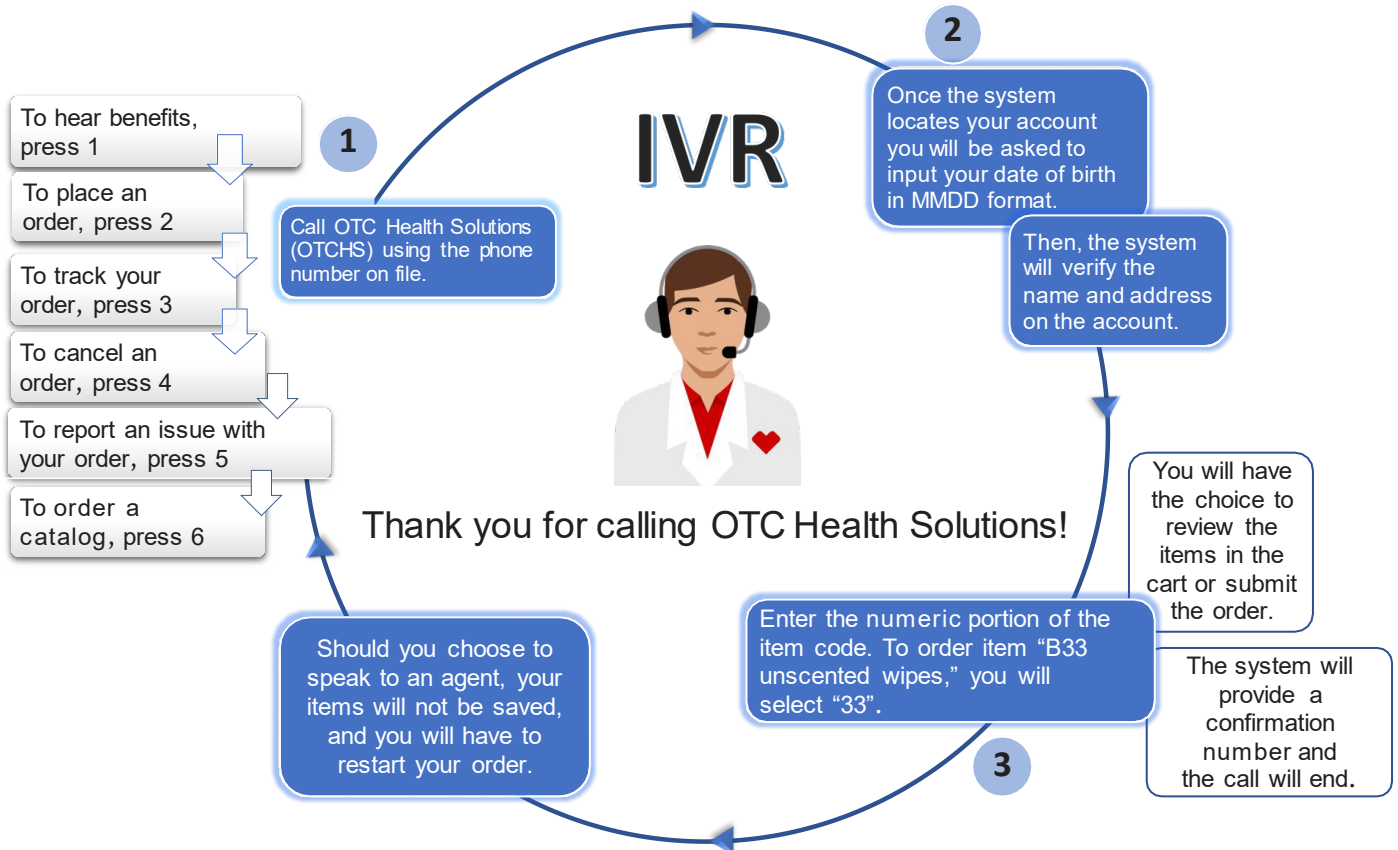 To hear benefits,
press 1
To place an
order, press 2
To track your
order, press 3
To cancel an
order, press 4
To report an issue with
your order, press 5
To order a
catalog, press 6
1
Call OTC Health Solutions
(OTCHS) using the phone
number on file.
IVR
2
Once the system
locates your account
you will be asked to
input your date of birth
in MMDD format.
Then, the system
will verify the
name and address
on the account.
Thank you for calling OTC Health Solutions!
You will have
the choice to
review the
items in the
cart or submit
the order.
Enter the numeric portion of the
item code. To order item “B33
unscented wipes,” you will
select “33”.
The system will
provide a
confirmation
number and
the call will end.
3
Should you choose to
speak to an agent, your
items will not be saved,
and you will have to
restart your order.